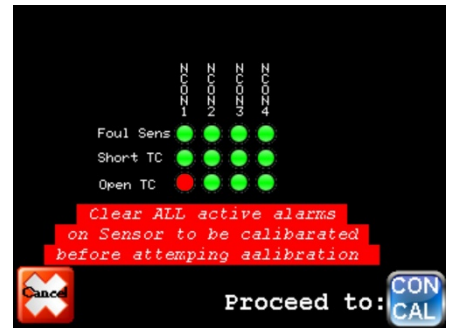 NCON1 NCON2 NCON3 NCON4
Foul Sens
Short TC
Open TC
Clear ALL active alarms
on Sensor to be calibarated
before attemping aalibration
Cancel
Proceed to:
CON
CAL